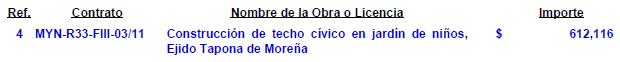 Ref. Contrato Nombre de la Obra o Licencia Importe
4 MYN-R33-FIII-03/11 Construcción de techo cívico en jardín de niños, $ 612,116
Ejido Tapona de Moreña